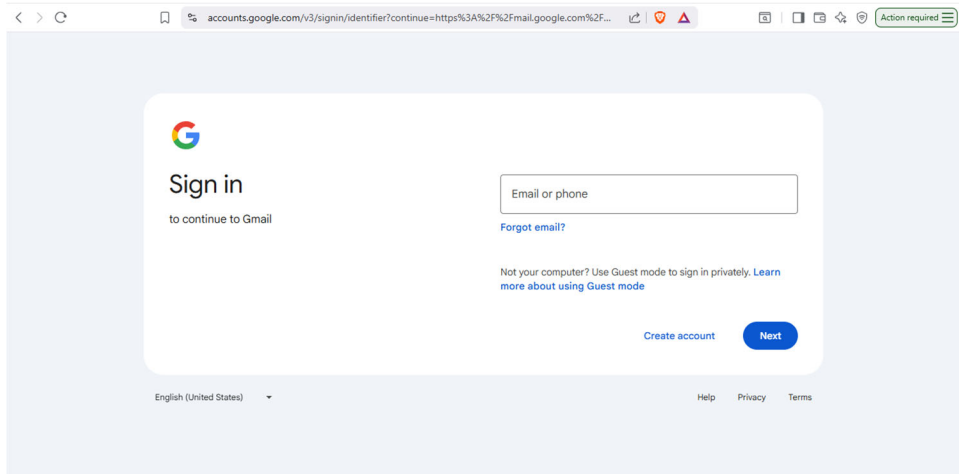 accounts.google.com/v3/signin/identifier?continue=https%3A%2F%2Fmail.google.com%2F...
Action required
Sign in
to continue to Gmail
Email or phone
Forgot email?
Not your computer? Use Guest mode to sign in privately. Learn
more about using Guest mode
Create account
Next
English (United States)
Help
Privacy
Terms